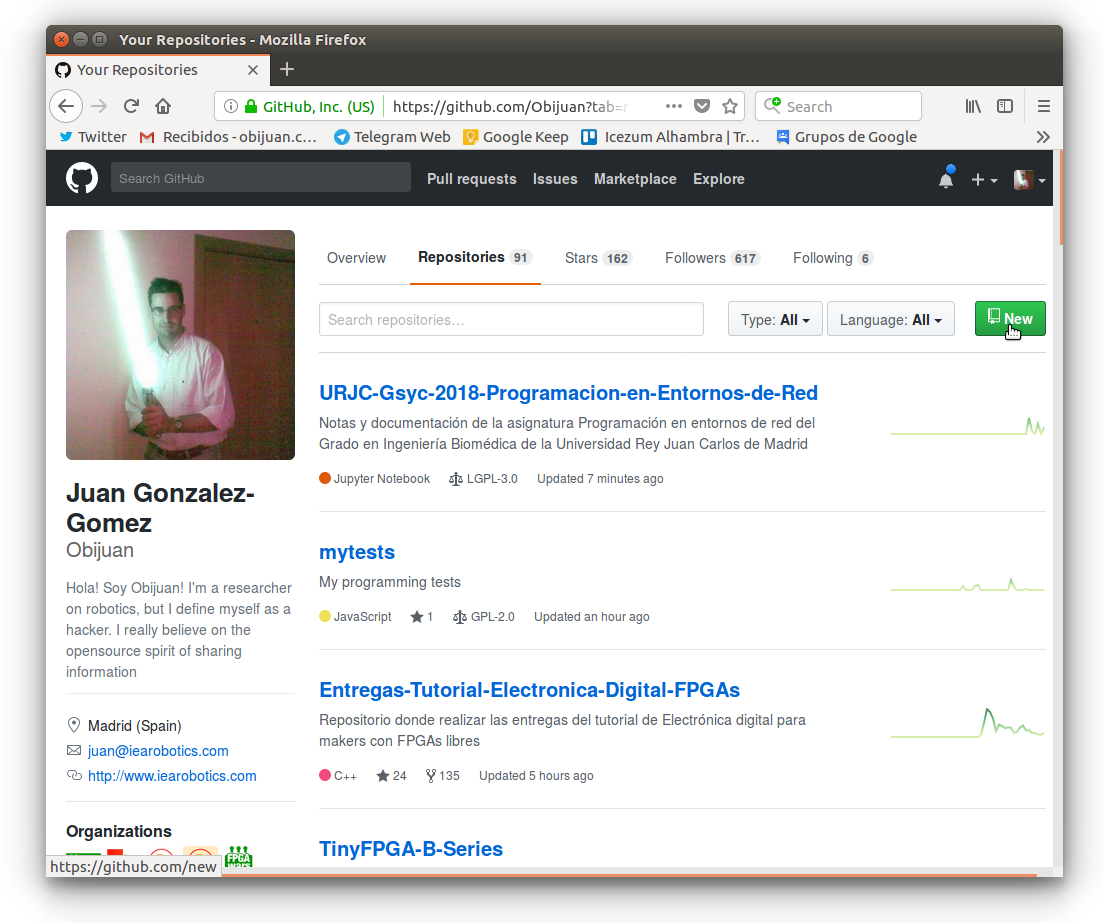 Your Repositories - Mozilla Firefox
Your Repositories
GitHub, Inc. (US) https://github.com/Obijuan?tab=r Search
Twitter Recibidos - obijuan.c… Telegram Web Google Keep Icezum Alhambra | Tr… Grupos de Google
Search GitHub Pull requests Issues Marketplace Explore
Overview Repositories 91 Stars 162 Followers 617 Following 6
Search repositories… Type: All Language: All New
URJC-Gsyc-2018-Programacion-en-Entornos-de-Red
Notas y documentación de la asignatura Programación en entornos de red del
Grado en Ingeniería Biomédica de la Universidad Rey Juan Carlos de Madrid
Jupyter Notebook LGPL-3.0 Updated 7 minutes ago
mytests
My programming tests
JavaScript 1 GPL-2.0 Updated an hour ago
Entregas-Tutorial-Electronica-Digital-FPGAs
Repositorio donde realizar las entregas del tutorial de Electrónica digital para
makers con FPGAs libres
C++ 24 135 Updated 5 hours ago
TinyFPGA-B-Series
Juan Gonzalez-
Gomez
Obijuan
Hola! Soy Obijuan! I'm a researcher
on robotics, but I define myself as a
hacker. I really believe on the
opensource spirit of sharing
information
Madrid (Spain)
juan@iearobotics.com
http://www.iearobotics.com
Organizations
FPGA
https://github.com/new